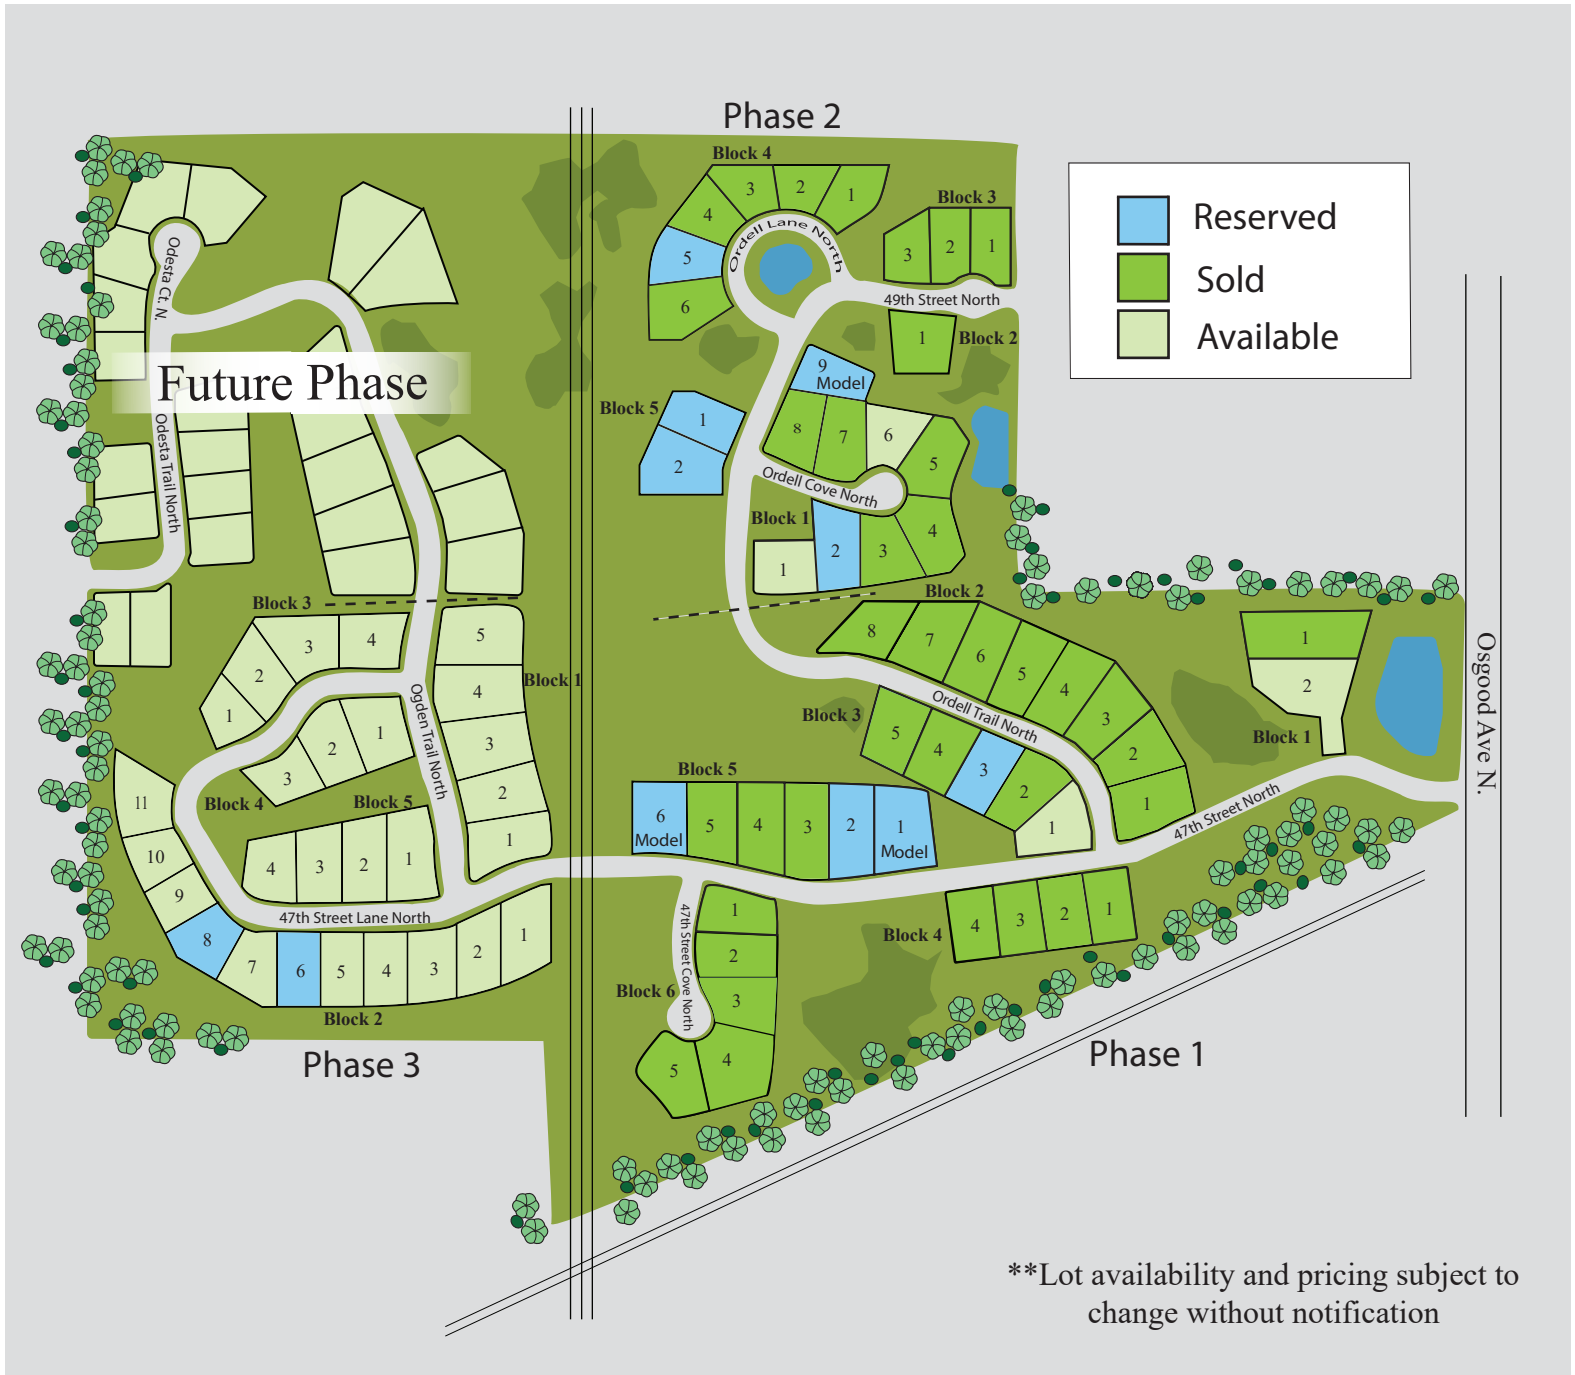 Phase 2
Block 4
4
3
2
1
5
6
Ordell Lane North
Block 3
3
2
1
49th Street North
1
Block 2
Reserved
Sold
Available
Odesta Ct. N.
Future Phase
Odesta Trail North
Block 5
1
2
9
Model
8
7
6
5
4
3
2
1
Ordell Cove North
Block 1
Block 3
1
2
3
4
5
4
3
2
1
Block 1
Ogden Trail North
3
2
1
Block 4
Block 5
4
3
2
1
11
10
9
8
7
6
5
4
3
2
1
47th Street Lane North
Block 2
Phase 3
Block 2
8
7
6
5
4
3
2
1
Ordell Trail North
Block 3
5
4
3
2
1
1
2
Block 1
Osgood Ave N.
47th Street North
Block 5
6
Model
5
4
3
2
1
Model
47th Street Cove North
1
2
3
4
5
Block 6
Block 4
4
3
2
1
Phase 1
**Lot availability and pricing subject to
change without notification